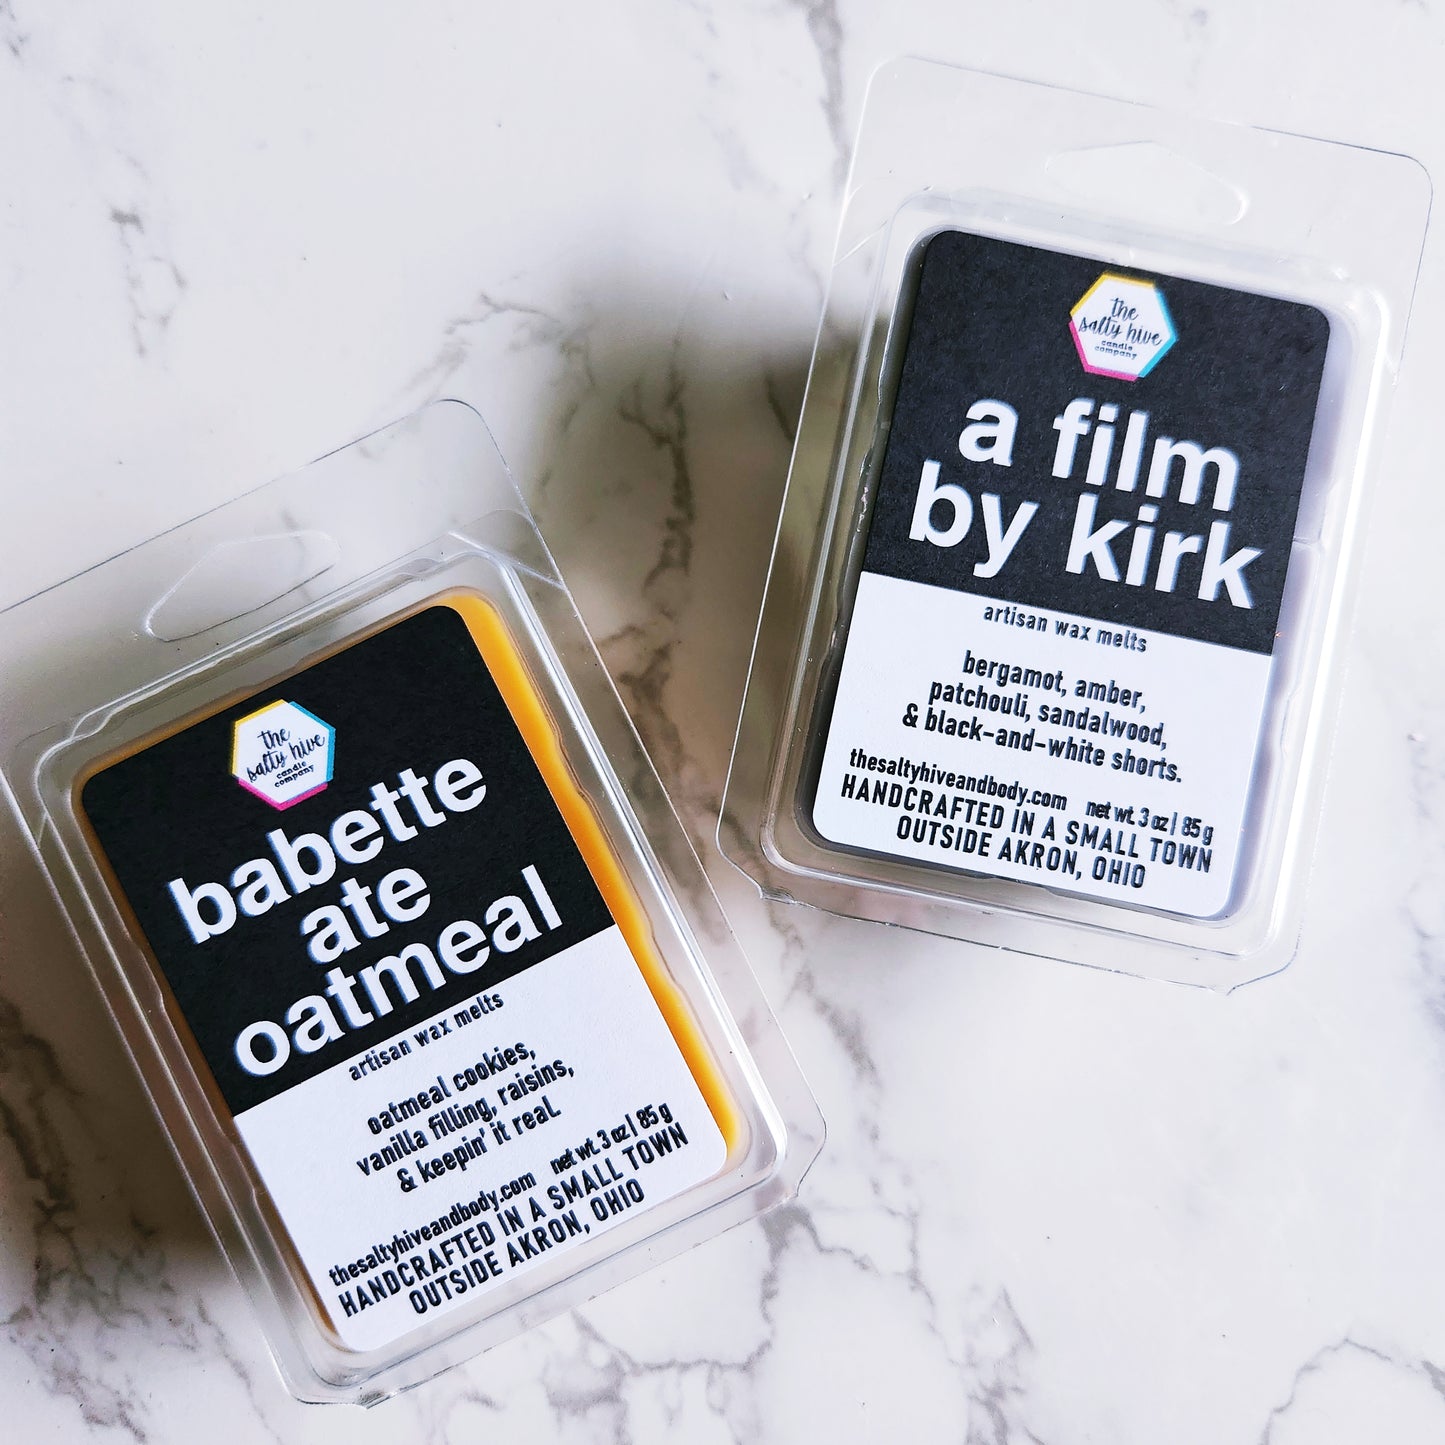 the
salty hive
candle
company
babette
ate
oatmeal
artisan wax melts
oatmeal cookies,
vanilla filling, raisins,
& keepin' it real.
thesaltyhiveandbody.com net wt. 3 oz | 85 g
HANDCRAFTED IN A SMALL TOWN
OUTSIDE AKRON, OHIO
the
salty hive
candle
company
a film
by kirk
artisan wax melts
bergamot, amber,
patchouli, sandalwood,
& black-and-white shorts.
thesaltyhiveandbody.com net wt. 3 oz | 85 g
HANDCRAFTED IN A SMALL TOWN
OUTSIDE AKRON, OHIO